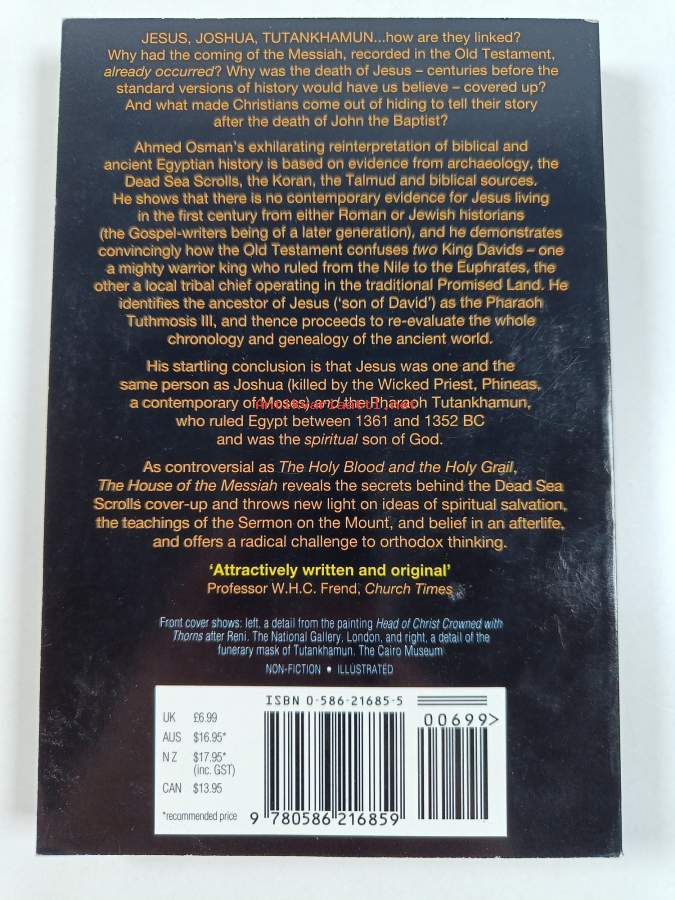 JESUS, JOSHUA, TUTANKHAMUN...how are they linked?
Why had the coming of the Messiah, recorded in the Old Testament,
already occurred? Why was the death of Jesus – centuries before the
standard versions of history would have us believe – covered up?
And what made Christians come out of hiding to tell their story
after the death of John the Baptist?
Ahmed Osman's exhilarating reinterpretation of biblical and
ancient Egyptian history is based on evidence from archaeology, the
Dead Sea Scrolls, the Koran, the Talmud and biblical sources.
He shows that there is no contemporary evidence for Jesus living
in the first century from either Roman or Jewish historians
(the Gospel-writers being of a later generation), and he demonstrates
convincingly how the Old Testament confuses two King Davids – one
a mighty warrior king who ruled from the Nile to the Euphrates, the
other a local tribal chief operating in the traditional Promised Land. He
identifies the ancestor of Jesus ('son of David') as the Pharaoh
Tuthmosis III, and thence proceeds to re-evaluate the whole
chronology and genealogy of the ancient world.
His startling conclusion is that Jesus was one and the
same person as Joshua (killed by the Wicked Priest, Phineas,
a contemporary of Moses) and the Pharaoh Tutankhamun,
who ruled Egypt between 1361 and 1352 BC
and was the spiritual son of God.
As controversial as The Holy Blood and the Holy Grail,
The House of the Messiah reveals the secrets behind the Dead Sea
Scrolls cover-up and throws new light on ideas of spiritual salvation,
the teachings of the Sermon on the Mount, and belief in an afterlife,
and offers a radical challenge to orthodox thinking.
'Attractively written and original'
Professor W.H.C. Frend, Church Times
Front cover shows: left, a detail from the painting Head of Christ Crowned with
Thorns after Reni. The National Gallery, London, and right, a detail of the
funerary mask of Tutankhamun. The Cairo Museum
NON-FICTION • ILLUSTRATED
ISBN 0-586-21685-5
00699>
UK £6.99
AUS $16.95*
NZ $17.95*
(inc. GST)
CAN $13.95
*recommended price
9 780586 216859